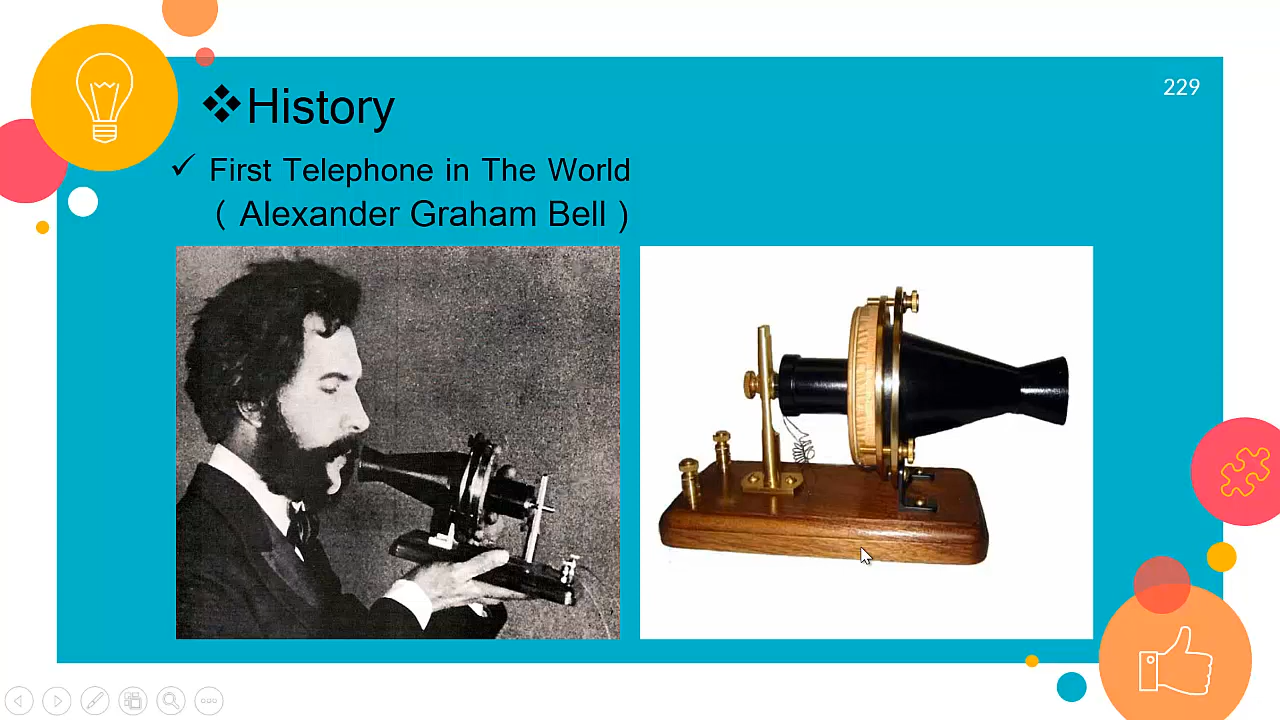 229
❖History
✓ First Telephone in The World
( Alexander Graham Bell )